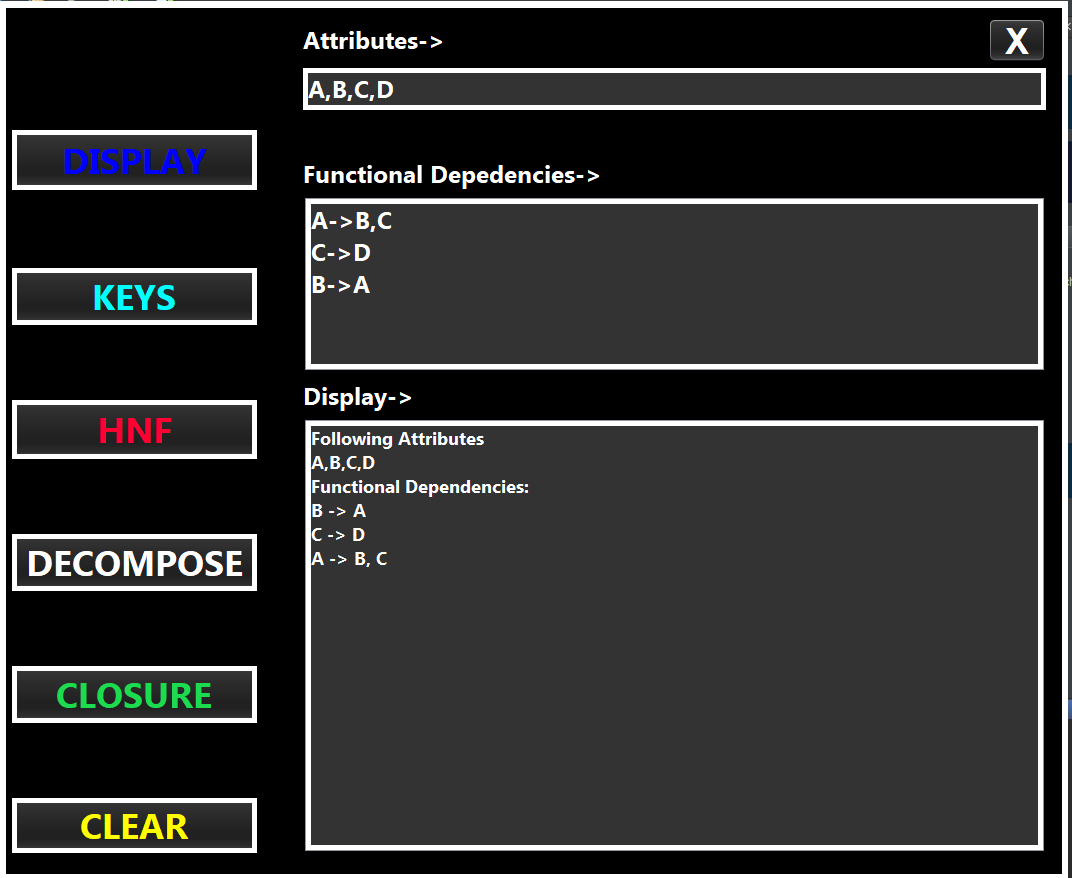 Attributes->
X
A,B,C,D
DISPLAY
Functional Depedencies->
A->B,C
C->D
B->A
KEYS
Display->
HNF
Following Attributes
A,B,C,D
Functional Dependencies:
B -> A
C -> D
A -> B, C
DECOMPOSE
CLOSURE
CLEAR